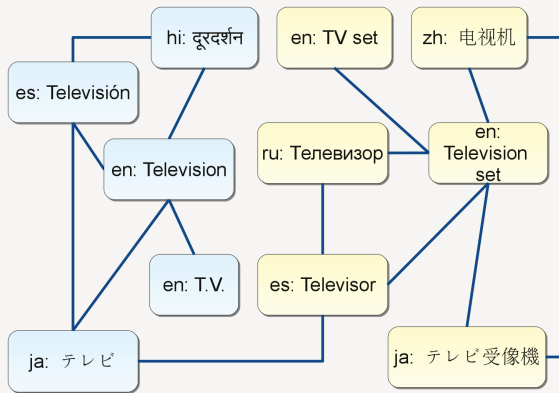 hi: दूरदर्शन
en: TV set
zh: 电视机
es: Televisión
en: Television
ru: Телевизор
en:
Television
set
en: T.V.
es: Televisor
ja: テレビ
ja: テレビ受像機